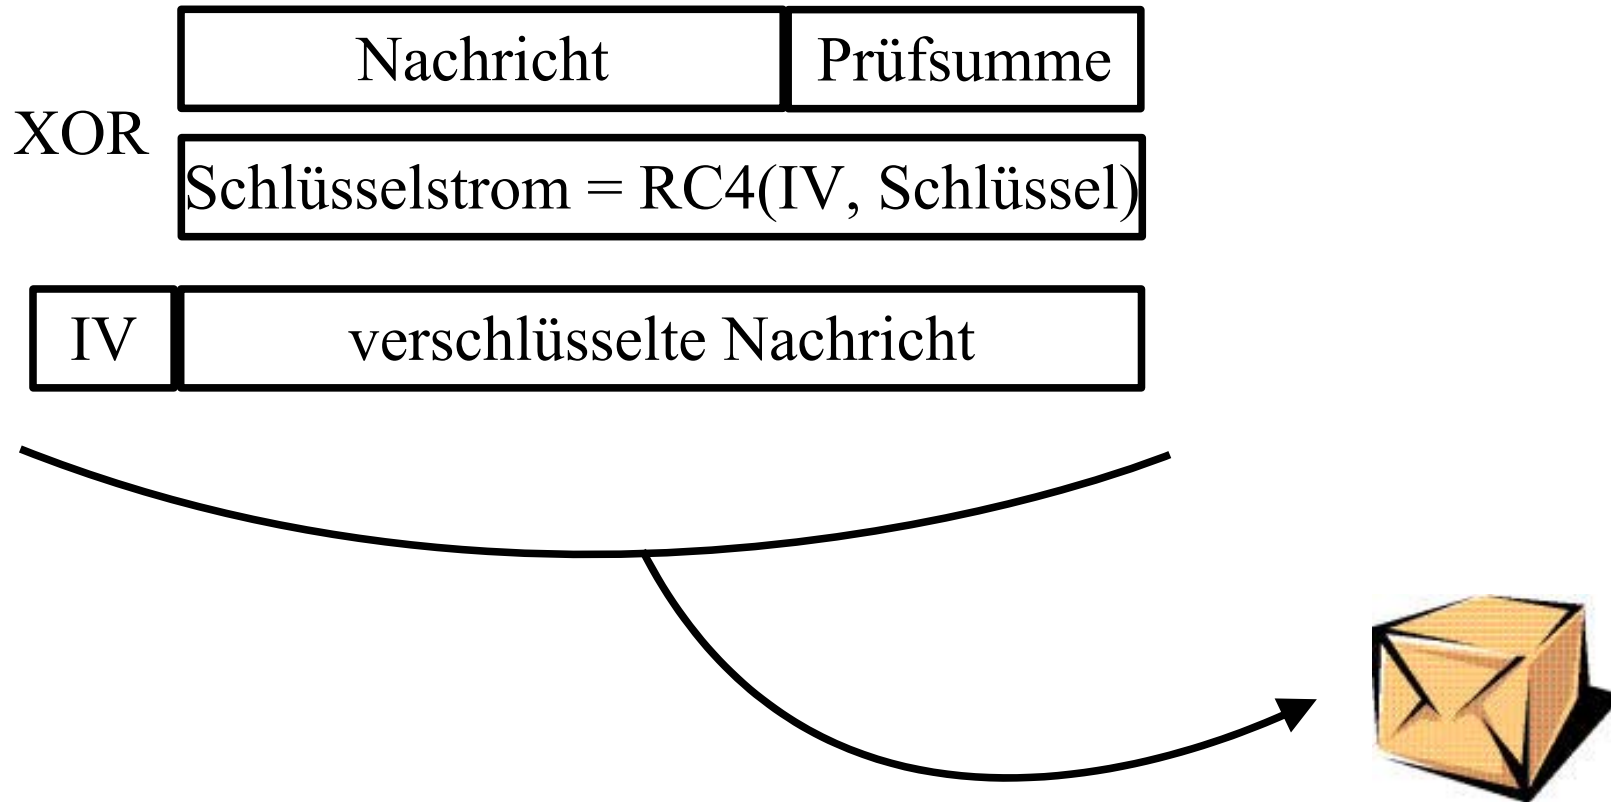 Nachricht Prüfsumme
XOR
Schlüsselstrom = RC4(IV, Schlüssel)
IV verschlüsselte Nachricht